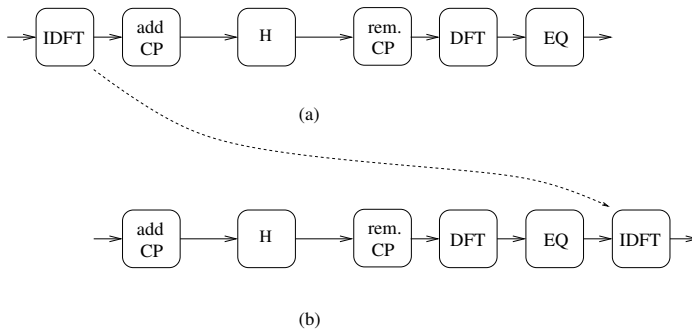 IDFT add CP H rem. CP DFT EQ
(a)
add CP H rem. CP DFT EQ IDFT
(b)